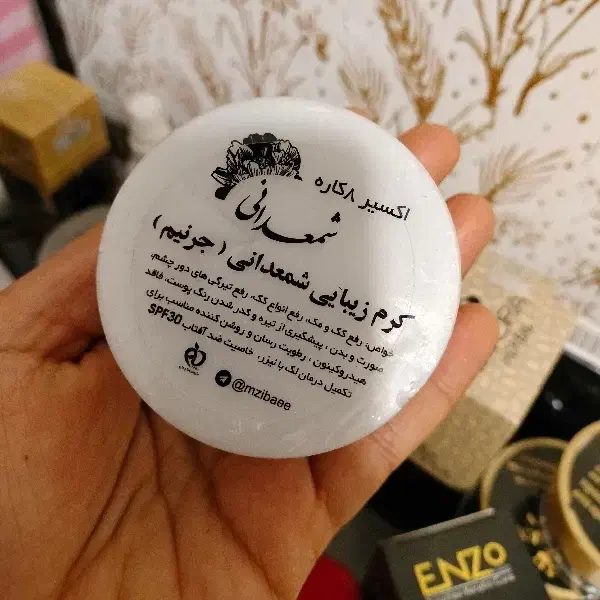 اکسیر ۸کاره
شمعدانی
کرم زیبایی شمعدانی ( جرنیم )
خواص: رفع کک و مک، رفع انواع لک، رفع تیرگی های دور چشم،
صورت و بدن ، پیشگیری از تیره و کدر شدن رنگ پوست، فاقد
هیدروکینون ، رطوبت رسان و روشن کننده مناسب برای
تکمیل درمان لک با لیزر، خاصیت ضد آفتاب SPF30
@mzibaee
ENZO